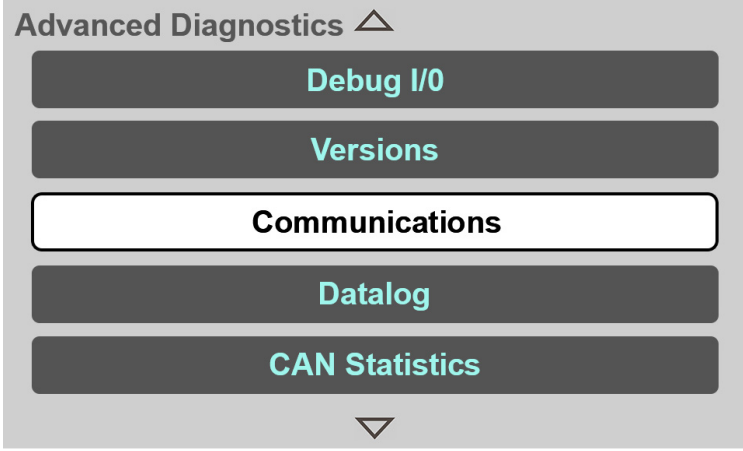 Advanced Diagnostics
Debug I/0
Versions
Communications
Datalog
CAN Statistics